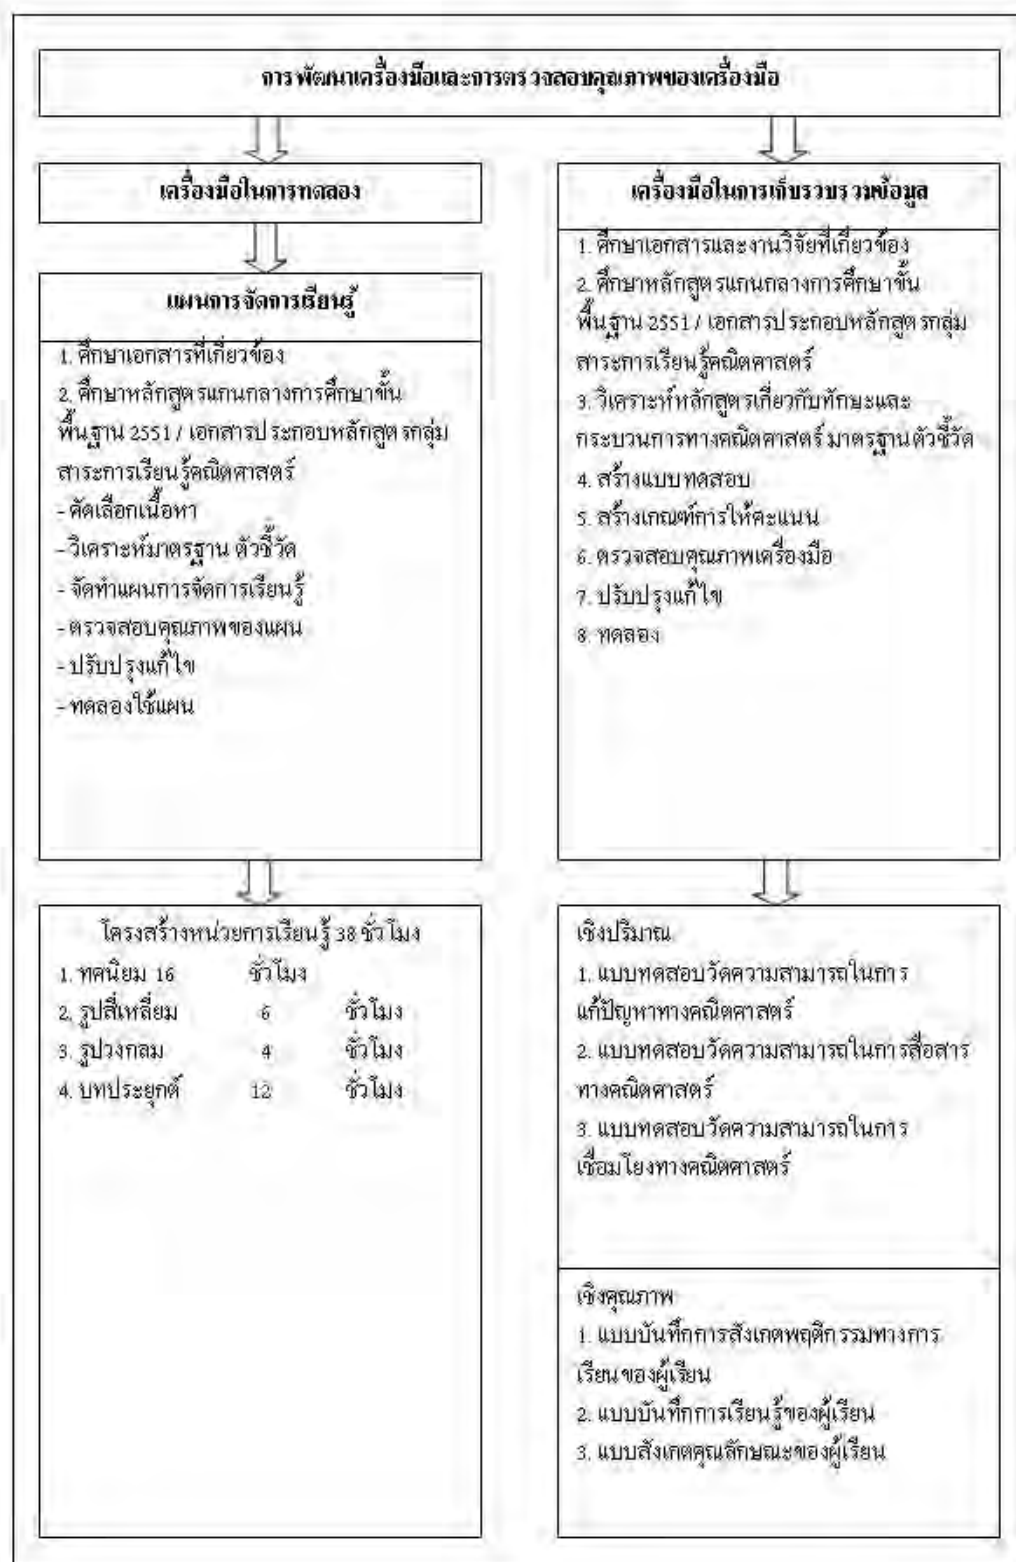 การพัฒนาเครื่องมือและการตรวจสอบคุณภาพของเครื่องมือ
เครื่องมือในการทดลอง
แผนการจัดการเรียนรู้
1. ศึกษาเอกสารที่เกี่ยวข้อง
2. ศึกษาหลักสูตรแกนกลางการศึกษาขั้น
พื้นฐาน 2551 / เอกสารประกอบหลักสูตรกลุ่ม
สาระการเรียนรู้คณิตศาสตร์
- คัดเลือกเนื้อหา
- วิเคราะห์มาตรฐาน ตัวชี้วัด
- จัดทำแผนการจัดการเรียนรู้
- ตรวจสอบคุณภาพของแผน
- ปรับปรุงแก้ไข
- ทดลองใช้แผน
โครงสร้างหน่วยการเรียนรู้ 38 ชั่วโมง
1. ทศนิยม 16 ชั่วโมง
2. รูปสี่เหลี่ยม 6 ชั่วโมง
3. รูปวงกลม 4 ชั่วโมง
4. บทประยุกต์ 12 ชั่วโมง
เครื่องมือในการเก็บรวบรวมข้อมูล
1. ศึกษาเอกสารและงานวิจัยที่เกี่ยวข้อง
2. ศึกษาหลักสูตรแกนกลางการศึกษาขั้น
พื้นฐาน 2551 / เอกสารประกอบหลักสูตรกลุ่ม
สาระการเรียนรู้คณิตศาสตร์
3. วิเคราะห์หลักสูตรเกี่ยวกับทักษะและ
กระบวนการทางคณิตศาสตร์ มาตรฐานตัวชี้วัด
4. สร้างแบบทดสอบ
5. สร้างเกณฑ์การให้คะแนน
6. ตรวจสอบคุณภาพเครื่องมือ
7. ปรับปรุงแก้ไข
8. ทดลอง
เชิงปริมาณ
1. แบบทดสอบวัดความสามารถในการ
แก้ปัญหาทางคณิตศาสตร์
2. แบบทดสอบวัดความสามารถในการสื่อสาร
ทางคณิตศาสตร์
3. แบบทดสอบวัดความสามารถในการ
เชื่อมโยงทางคณิตศาสตร์
เชิงคุณภาพ
1. แบบบันทึกการสังเกตพฤติกรรมทางการ
เรียนของผู้เรียน
2. แบบบันทึกการเรียนรู้ของผู้เรียน
3. แบบสังเกตคุณลักษณะของผู้เรียน